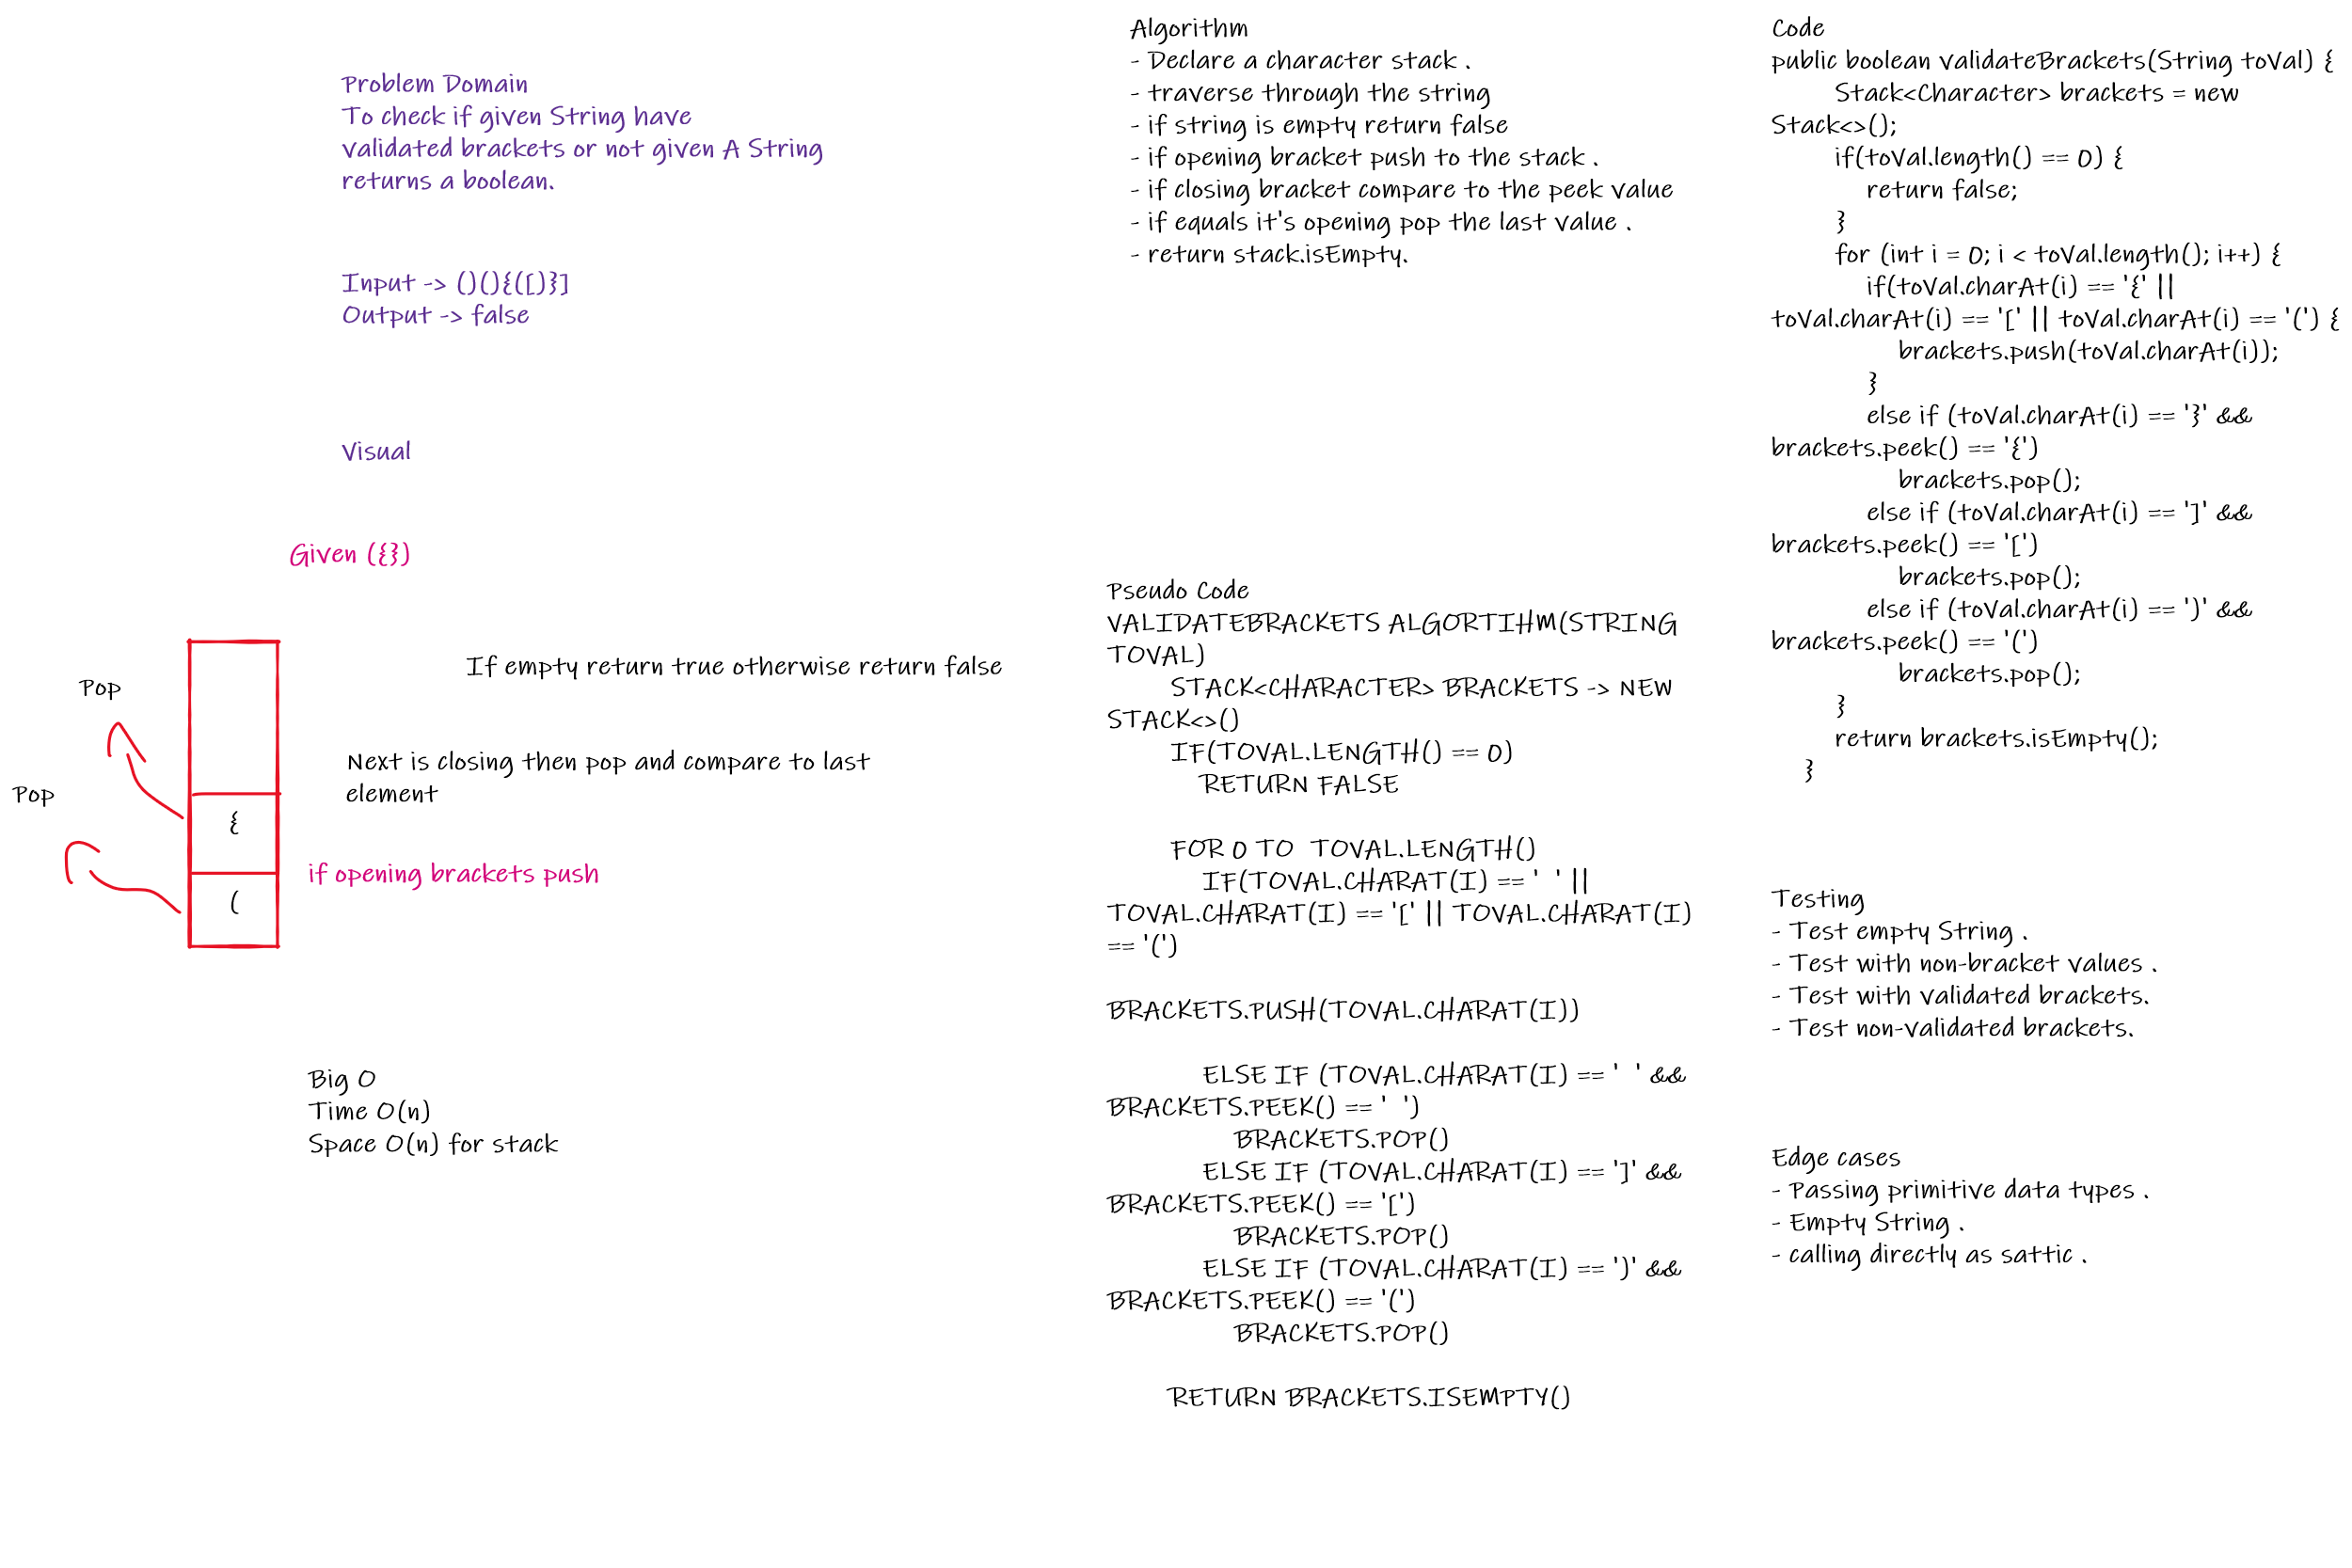 Problem Domain
To check if given String have
validated brackets or not given A String
returns a boolean.
Input -> ()(){([)}]
Output -> false
Visual
Given ({})
If empty return true otherwise return false
Pop
Next is closing then pop and compare to last
element
Pop
{
if opening brackets push
(
Big O
Time O(n)
Space O(n) for stack
Algorithm
- Declare a character stack .
- traverse through the string
- if string is empty return false
- if opening bracket push to the stack .
- if closing bracket compare to the peek value
- if equals it's opening pop the last value .
- return stack.isEmpty.
Pseudo Code
VALIDATEBRACKETS ALGORTIHM(STRING
TOVAL)
STACK<CHARACTER> BRACKETS -> NEW
STACK<>()
IF(TOVAL.LENGTH() == 0)
RETURN FALSE
FOR 0 TO  TOVAL.LENGTH()
IF(TOVAL.CHARAT(I) == '  ' ||
TOVAL.CHARAT(I) == '[' || TOVAL.CHARAT(I)
== '(')
BRACKETS.PUSH(TOVAL.CHARAT(I))
ELSE IF (TOVAL.CHARAT(I) == '  ' &&
BRACKETS.PEEK() == '  ')
BRACKETS.POP()
ELSE IF (TOVAL.CHARAT(I) == ']' &&
BRACKETS.PEEK() == '[')
BRACKETS.POP()
ELSE IF (TOVAL.CHARAT(I) == ')' &&
BRACKETS.PEEK() == '(')
BRACKETS.POP()
RETURN BRACKETS.ISEMPTY()
Code
public boolean validateBrackets(String toVal) {
Stack<Character> brackets = new
Stack<>();
if(toVal.length() == 0) {
return false;
}
for (int i = 0; i < toVal.length(); i++) {
if(toVal.charAt(i) == '{' ||
toVal.charAt(i) == '[' || toVal.charAt(i) == '(') {
brackets.push(toVal.charAt(i));
}
else if (toVal.charAt(i) == '}' &&
brackets.peek() == '{')
brackets.pop();
else if (toVal.charAt(i) == ']' &&
brackets.peek() == '[')
brackets.pop();
else if (toVal.charAt(i) == ')' &&
brackets.peek() == '(')
brackets.pop();
}
return brackets.isEmpty();
}
Testing
- Test empty String .
- Test with non-bracket values .
- Test with validated brackets.
- Test non-validated brackets.
Edge cases
- Passing primitive data types .
- Empty String .
- calling directly as sattic .